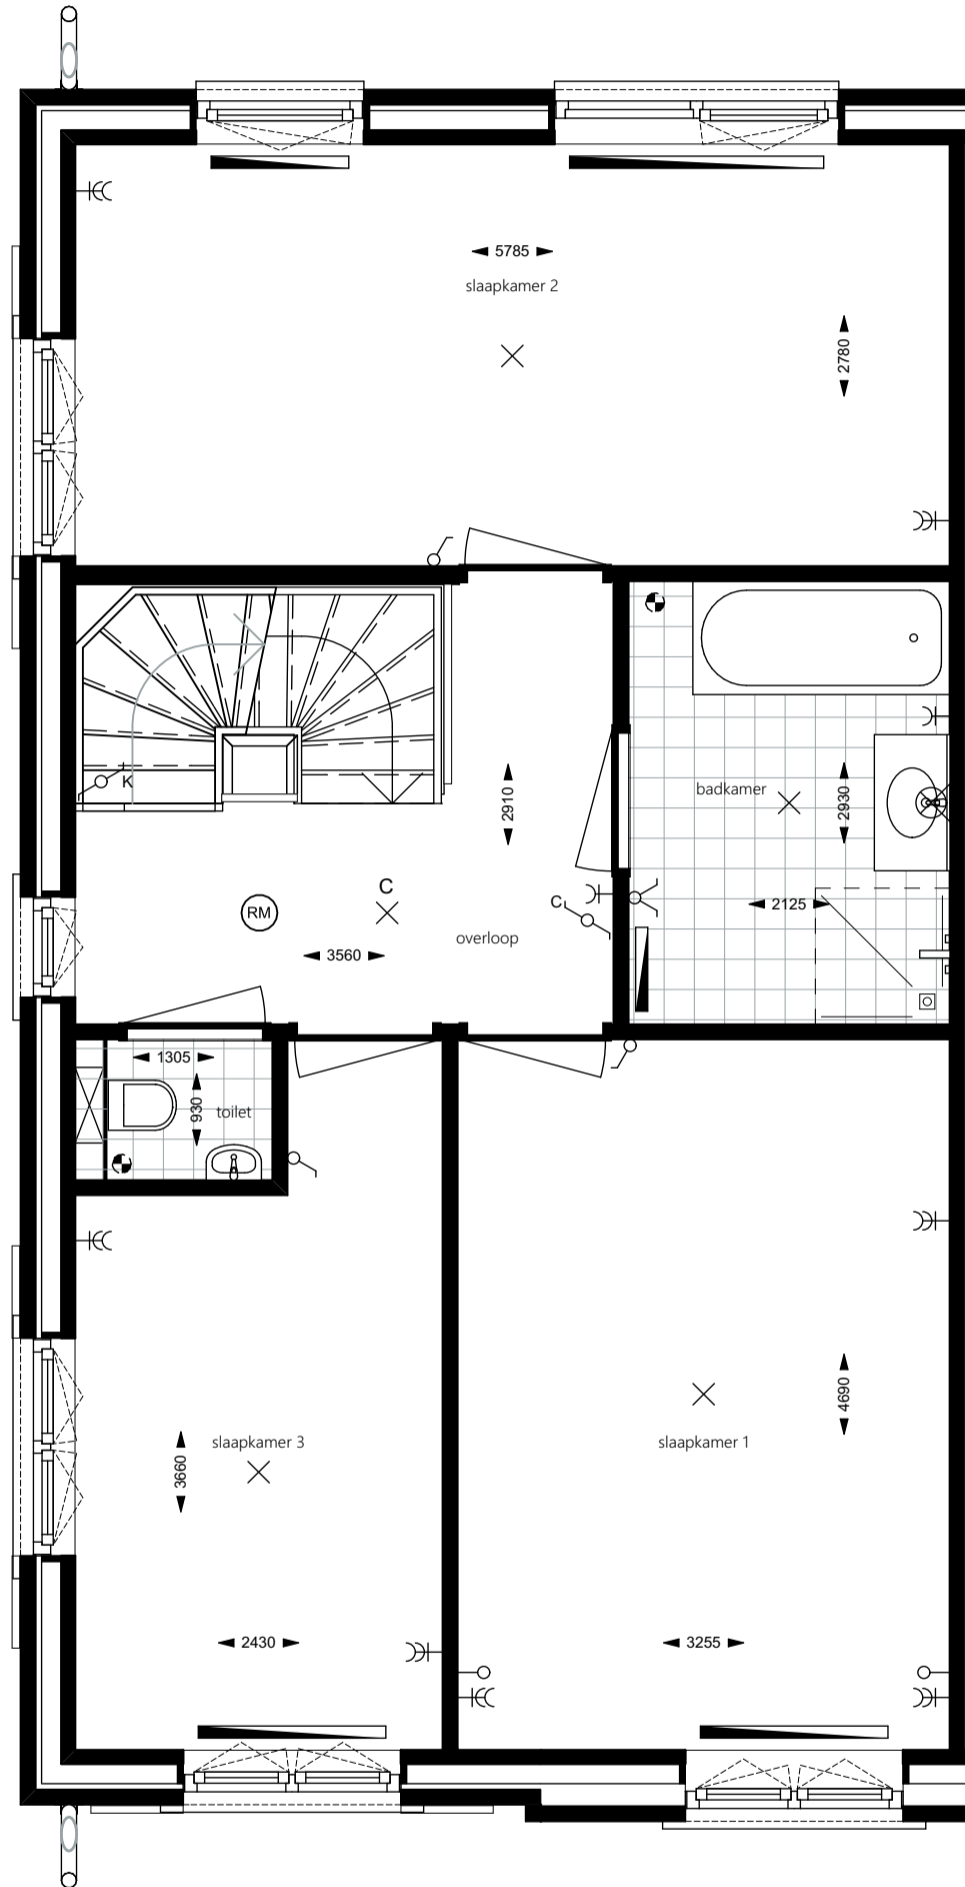 5785
slaapkamer 2
2780
K
2910
badkamer
2930
C
C
RM
2125
overloop
3560
1305
930
toilet
4690
slaapkamer 3
slaapkamer 1
3660
2430
3255